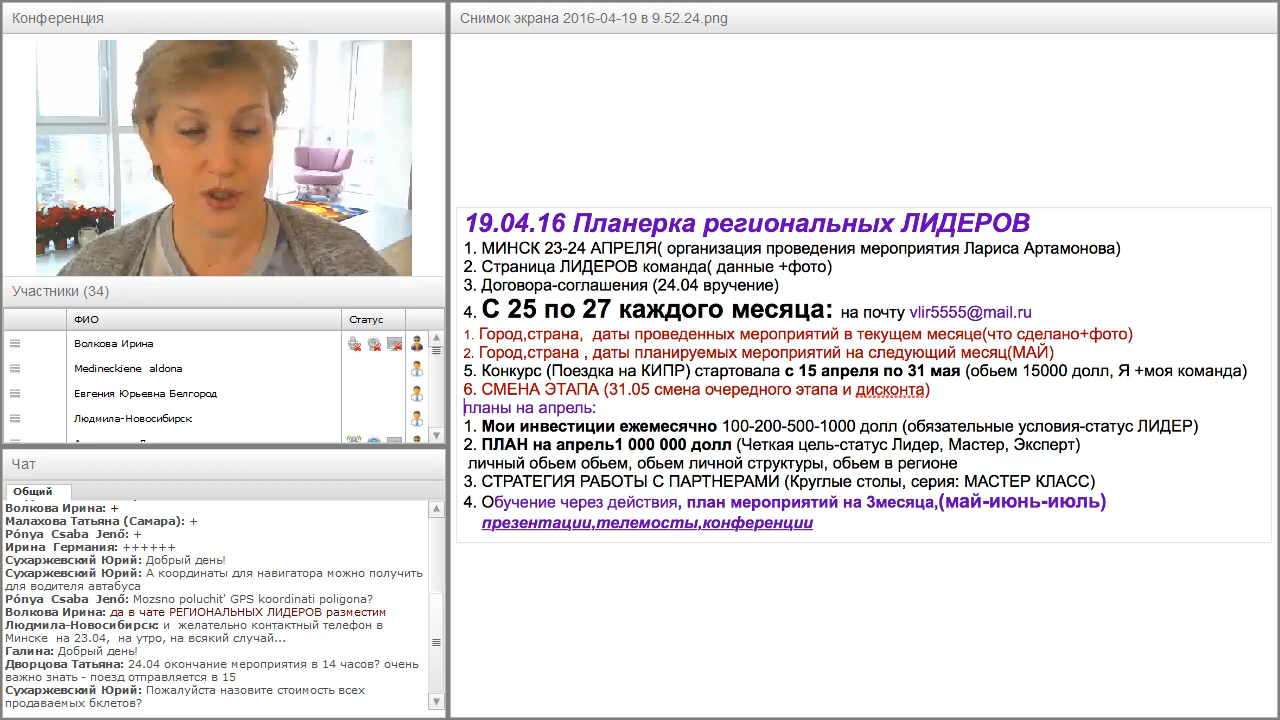 Конференция
Участники (34)
ФИО
Статус
Волкова Ирина
Medineckiene aldona
Евгения Юрьевна Белгород
Людмила-Новосибирск
Чат
Общий
Волкова Ирина: +
Малахова Татьяна (Самара): +
Pónya Csaba Jenő: +
Ирина Германия: ++++++
Сухаржевский Юрий: Добрый день!
Сухаржевский Юрий: А координаты для навигатора можно получить
для водителя автабуса
Pónya Csaba Jenő: Mozsno poluchit' GPS koordinati poligona?
Волкова Ирина: да в чате РЕГИОНАЛЬНЫХ ЛИДЕРОВ разместим
Людмила-Новосибирск: и желательно контактный телефон в
Минске на 23.04, на утро, на всякий случай...
Галина: Добрый день!
Дворцова Татьяна: 24.04 окончание мероприятия в 14 часов? очень
важно знать - поезд отправляется в 15
Сухаржевский Юрий: Пожалуйста назовите стоимость всех
продаваемых бклетов?
Снимок экрана 2016-04-19 в 9.52.24.png
19.04.16 Планерка региональных ЛИДЕРОВ
1. МИНСК 23-24 АПРЕЛЯ( организация проведения мероприятия Лариса Артамонова)
2. Страница ЛИДЕРОВ команда( данные +фото)
3. Договора-соглашения (24.04 вручение)
4. С 25 по 27 каждого месяца: на почту vlir5555@mail.ru
1. Город,страна, даты проведенных мероприятий в текущем месяце(что сделано+фото)
2. Город,страна , даты планируемых мероприятий на следующий месяц(МАЙ)
5. Конкурс (Поездка на КИПР) стартовала с 15 апреля по 31 мая (обьем 15000 долл, Я +моя команда)
6. СМЕНА ЭТАПА (31.05 смена очередного этапа и дисконта)
планы на апрель:
1. Мои инвестиции ежемесячно 100-200-500-1000 долл (обязательные условия-статус ЛИДЕР)
2. ПЛАН на апрель1 000 000 долл (Четкая цель-статус Лидер, Мастер, Эксперт)
личный обьем обьем, обьем личной структуры, обьем в регионе
3. СТРАТЕГИЯ РАБОТЫ С ПАРТНЕРАМИ (Круглые столы, серия: МАСТЕР КЛАСС)
4. Обучение через действия, план мероприятий на 3месяца,(май-июнь-июль)
презентации,телемосты,конференции